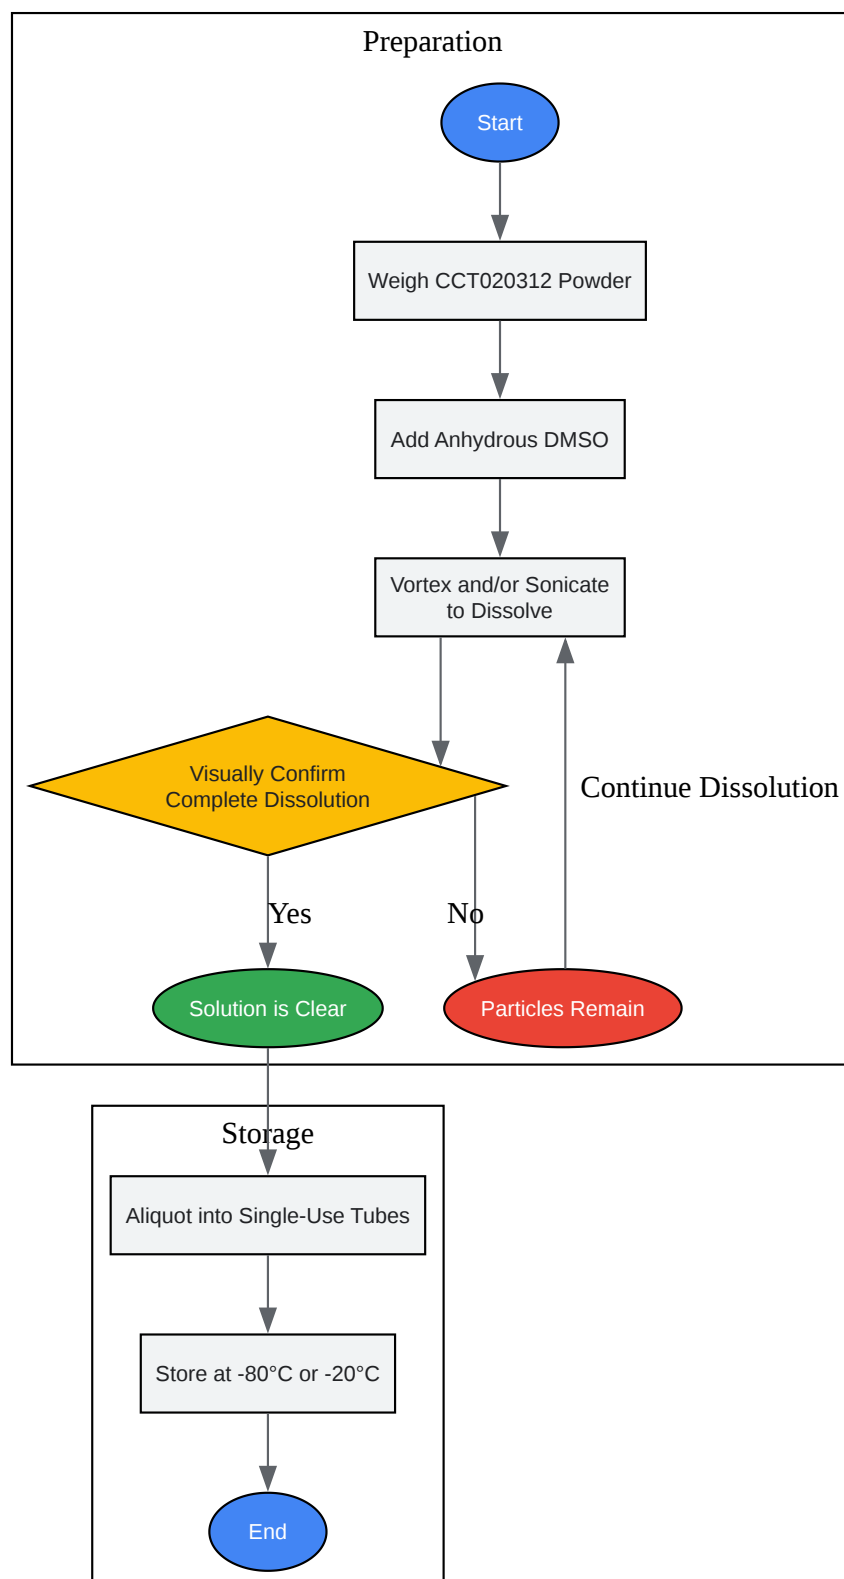 Preparation
Start
Weigh CCT020312 Powder
Add Anhydrous DMSO
Vortex and/or Sonicate
to Dissolve
Visually Confirm
Complete Dissolution
Continue Dissolution
Yes
No
Solution is Clear
Particles Remain
Storage
Aliquot into Single-Use Tubes
Store at -80°C or -20°C
End